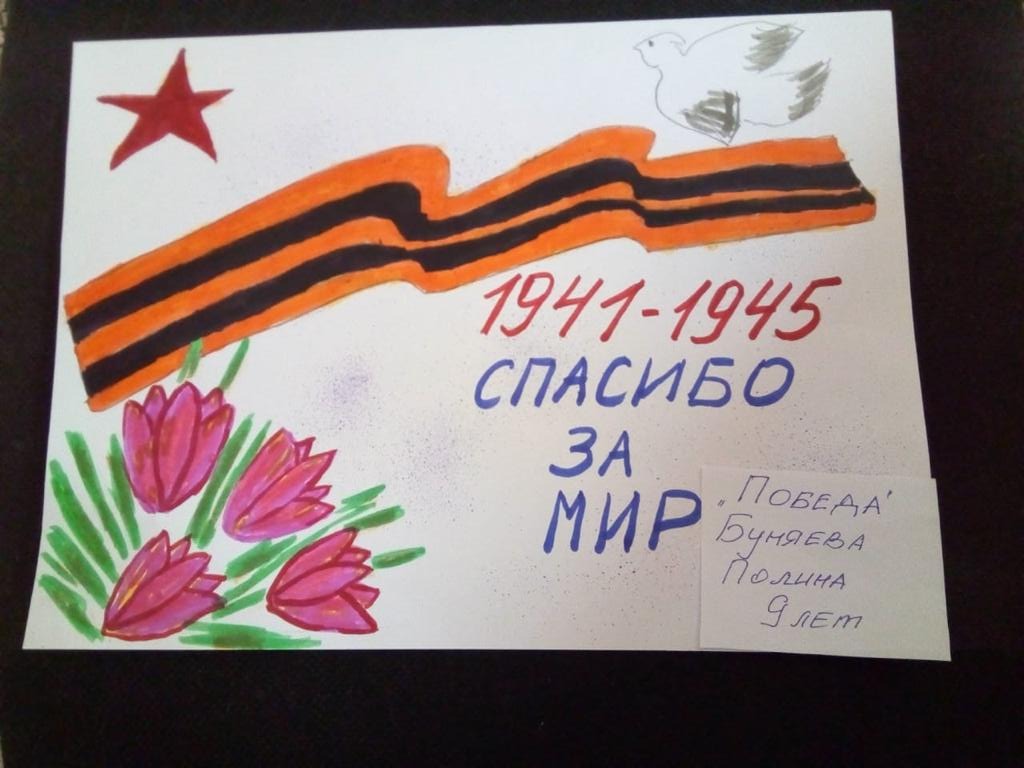 1941-1945
СПАСИБО
ЗА
МИР
"ПОБЕДА"
БУНЯЕВА
ПОЛИНА
9 ЛЕТ